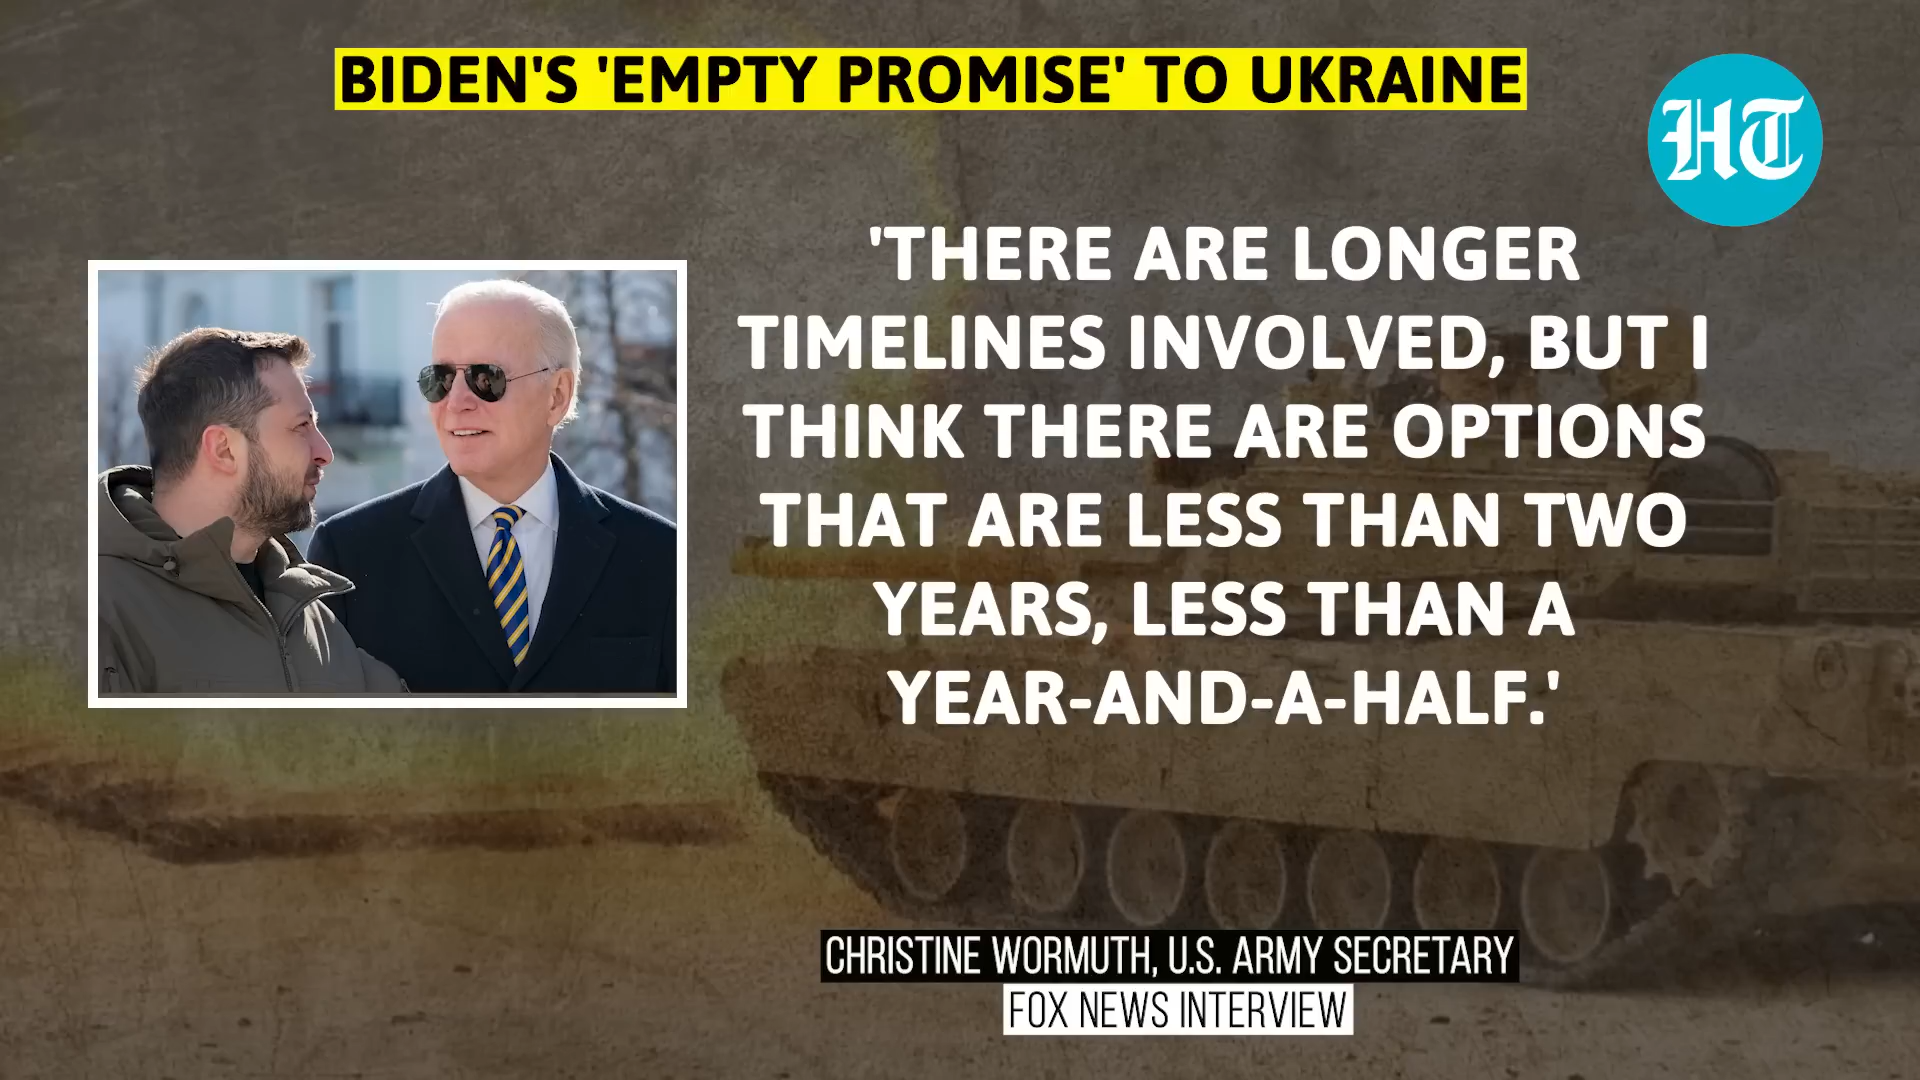 BIDEN'S 'EMPTY PROMISE' TO UKRAINE
HT
'THERE ARE LONGER
TIMELINES INVOLVED, BUT I
THINK THERE ARE OPTIONS
THAT ARE LESS THAN TWO
YEARS, LESS THAN A
YEAR-AND-A-HALF.'
CHRISTINE WORMUTH, U.S. ARMY SECRETARY
FOX NEWS INTERVIEW